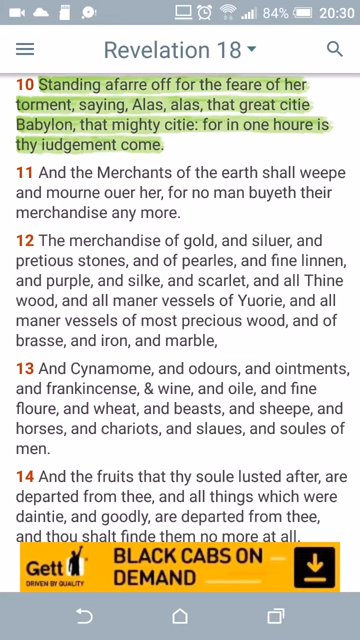 84% 20:30
Revelation 18
10 Standing afarre off for the feare of her
torment, saying, Alas, alas, that great citie
Babylon, that mighty citie: for in one houre is
thy iudgement come.
11 And the Merchants of the earth shall weepe
and mourne ouer her, for no man buyeth their
merchandise any more.
12 The merchandise of gold, and siluer, and
pretious stones, and of pearles, and fine linnen,
and purple, and silke, and scarlet, and all Thine
wood, and all maner vessels of Yuorie, and all
maner vessels of most precious wood, and of
brasse, and iron, and marble,
13 And Cynamome, and odours, and ointments,
and frankincense, & wine, and oile, and fine
floure, and wheat, and beasts, and sheepe, and
horses, and chariots, and slaues, and soules of
men.
14 And the fruits that thy soule lusted after, are
departed from thee, and all things which were
daintie, and goodly, are departed from thee,
and thou shalt finde them no more at all.
Gett
DRIVEN BY QUALITY
BLACK CABS ON
DEMAND